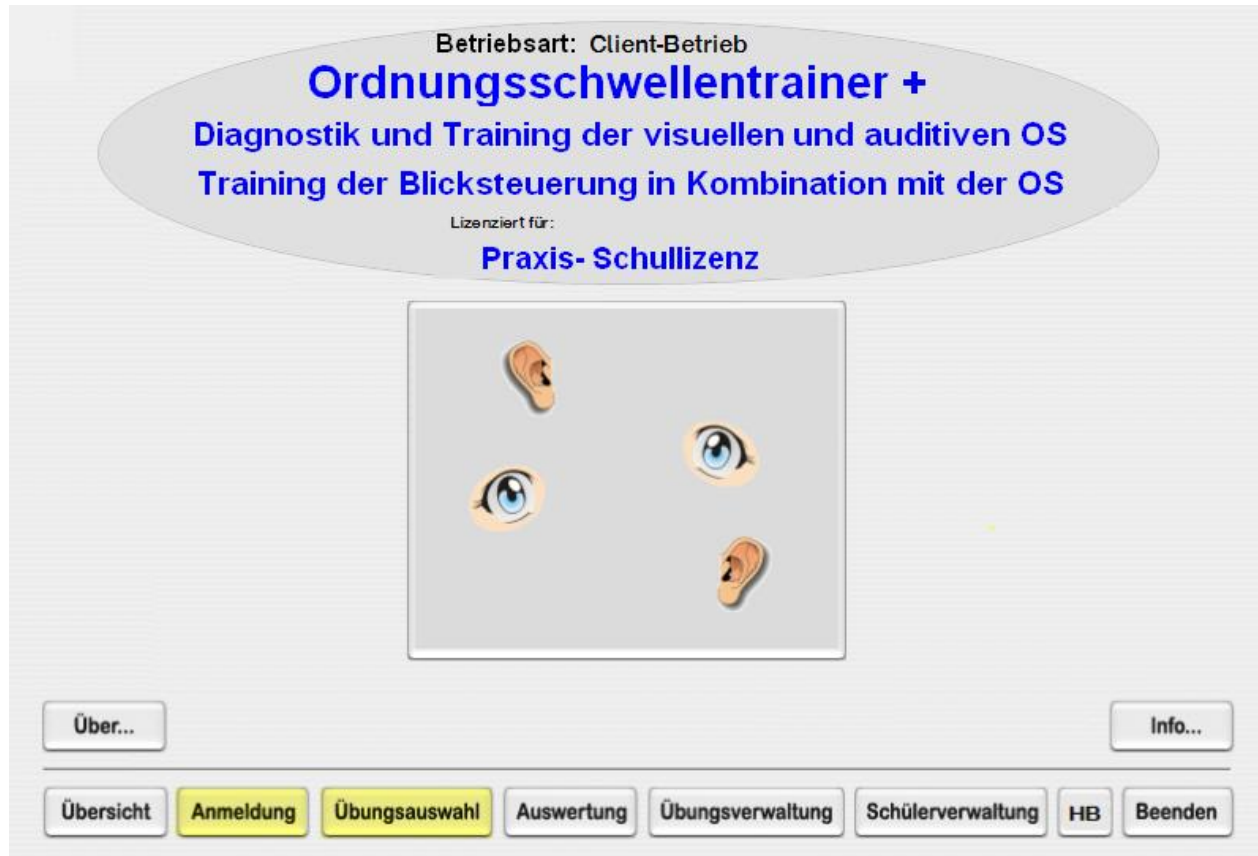 Betriebsart: Client-Betrieb
Ordnungsschwellentrainer +
Diagnostik und Training der visuellen und auditiven OS
Training der Blicksteuerung in Kombination mit der OS
Lizenziert für:
Praxis- Schullizenz
Über...
Info...
Übersicht Anmeldung Übungsauswahl Auswertung Übungsverwaltung Schülerverwaltung HB Beenden